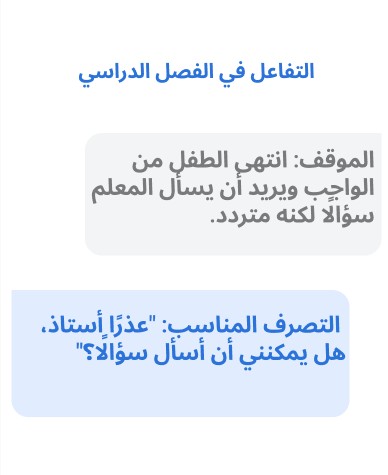 التفاعل في الفصل الدراسي
الموقف: انتهى الطفل من
الواجب ويريد أن يسأل المعلم
سؤالًا لكنه متردد.
التصرف المناسب: "عذرًا أستاذ،
هل يمكنني أن أسأل سؤالًا؟"